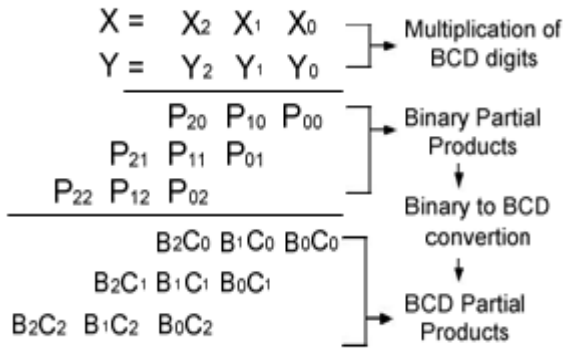 X = X2 X1 X0
Y = Y2 Y1 Y0
Multiplication of
BCD digits
P20 P10 P00
P21 P11 P01
P22 P12 P02
Binary Partial
Products
Binary to BCD
convertion
B2C0 B1C0 B0C0
B2C1 B1C1 B0C1
B2C2 B1C2 B0C2
BCD Partial
Products